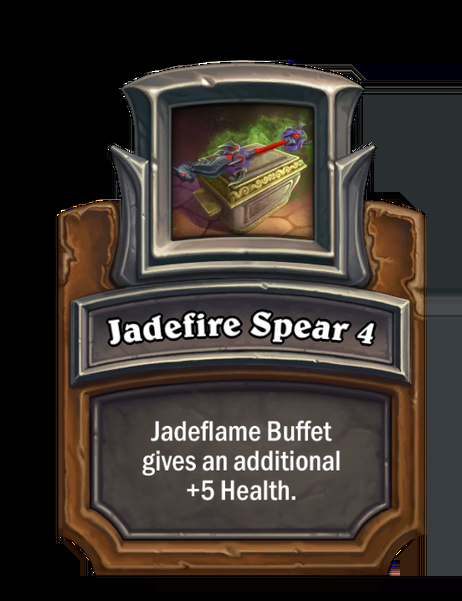 Jadefire Spear 4
Jadeflame Buffet
gives an additional
+5 Health.